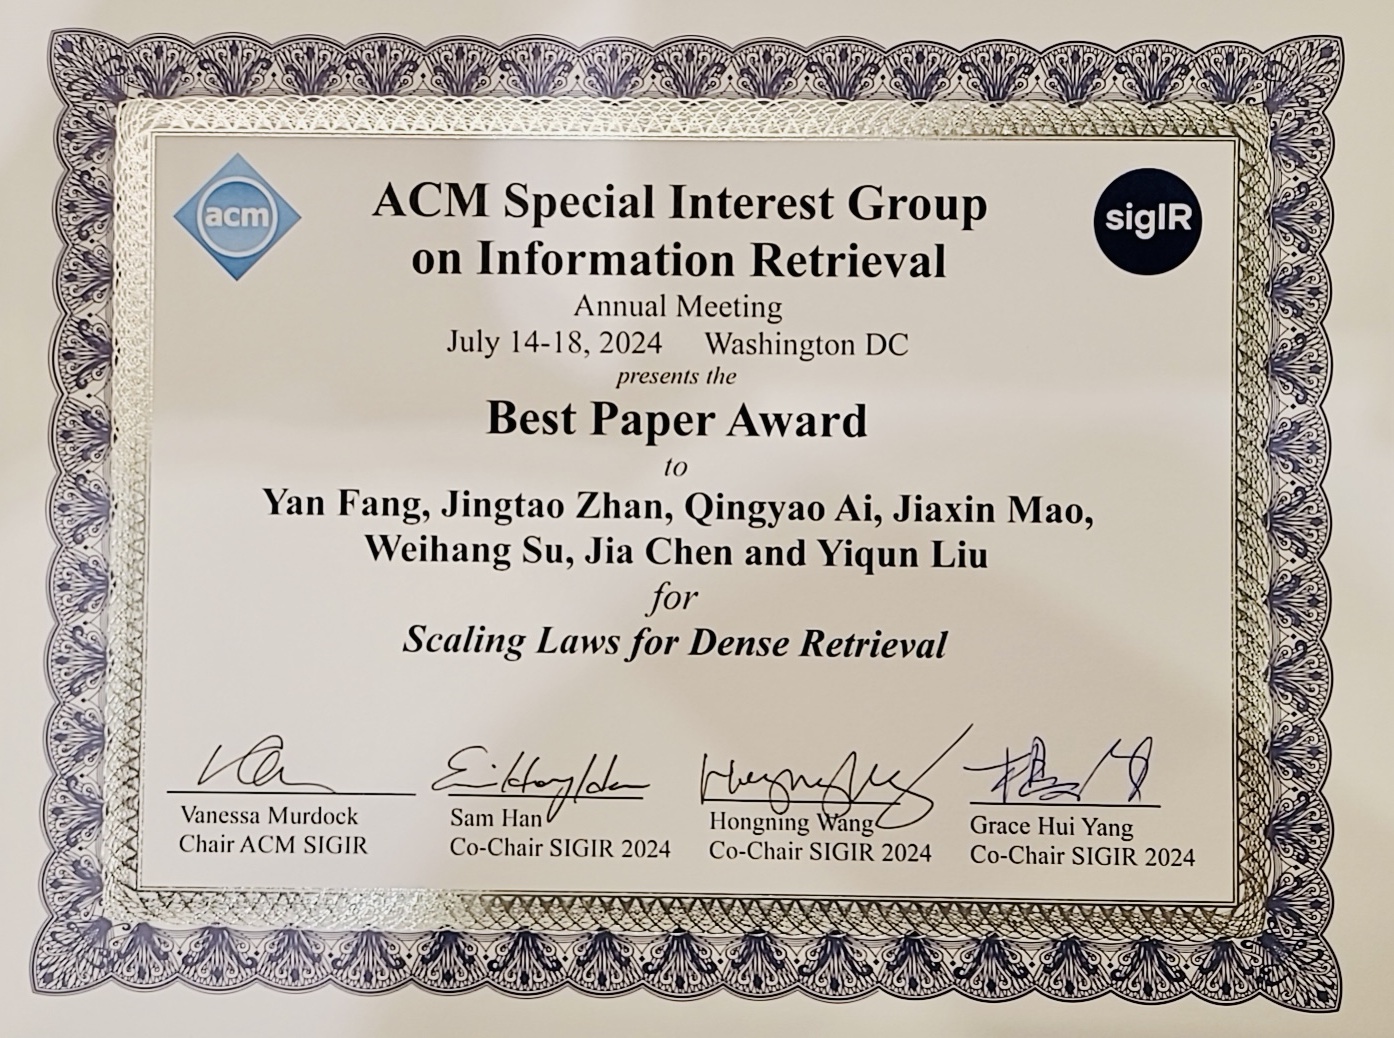 acm
sigIR
ACM Special Interest Group
on Information Retrieval
Annual Meeting
July 14-18, 2024 Washington DC
presents the
Best Paper Award
to
Yan Fang, Jingtao Zhan, Qingyao Ai, Jiaxin Mao,
Weihang Su, Jia Chen and Yiqun Liu
for
Scaling Laws for Dense Retrieval
Vanessa Murdock
Chair ACM SIGIR
Sam Han
Co-Chair SIGIR 2024
Hongning Wang
Co-Chair SIGIR 2024
Grace Hui Yang
Co-Chair SIGIR 2024